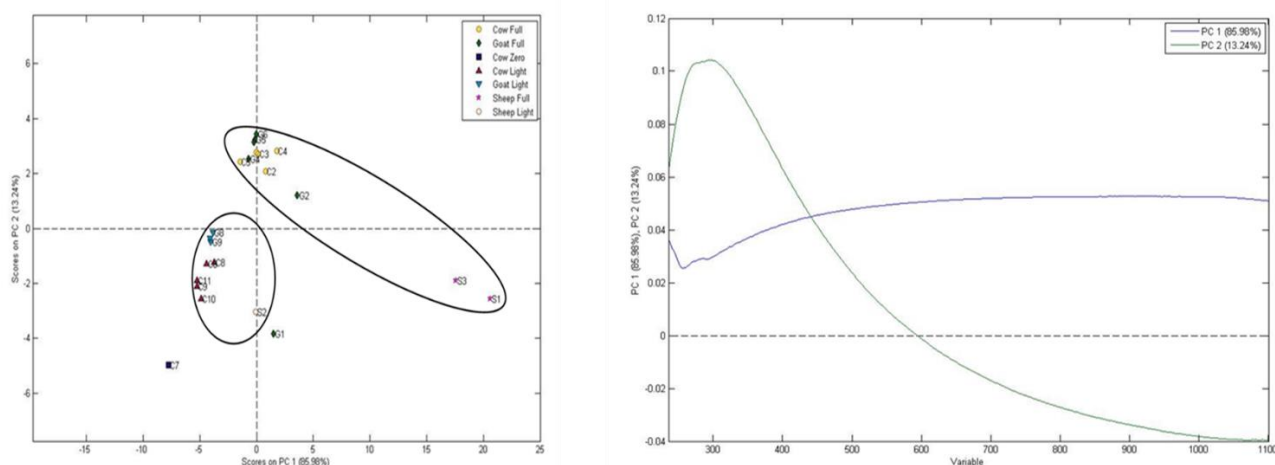 Cow Full
Goat Full
Cow Zero
Cow Light
Goat Light
Sheep Full
Sheep Light
6
4
2
0
-2
-4
-6
Scores on PC 2 (13.24%)
G5
C3
C4
C2
G2
G8
G9
C8
C11
C9
C10
S2
G1
C7
S3
S1
-15
-10
-5
0
5
10
15
20
25
Scores on PC 1 (85.98%)
PC 1 (85.98%)
PC 2 (13.24%)
0.12
0.1
0.08
0.06
0.04
0.02
0
-0.02
-0.04
PC 1 (85.98%), PC 2 (13.24%)
300
400
500
600
700
800
900
1000
1100
Variable